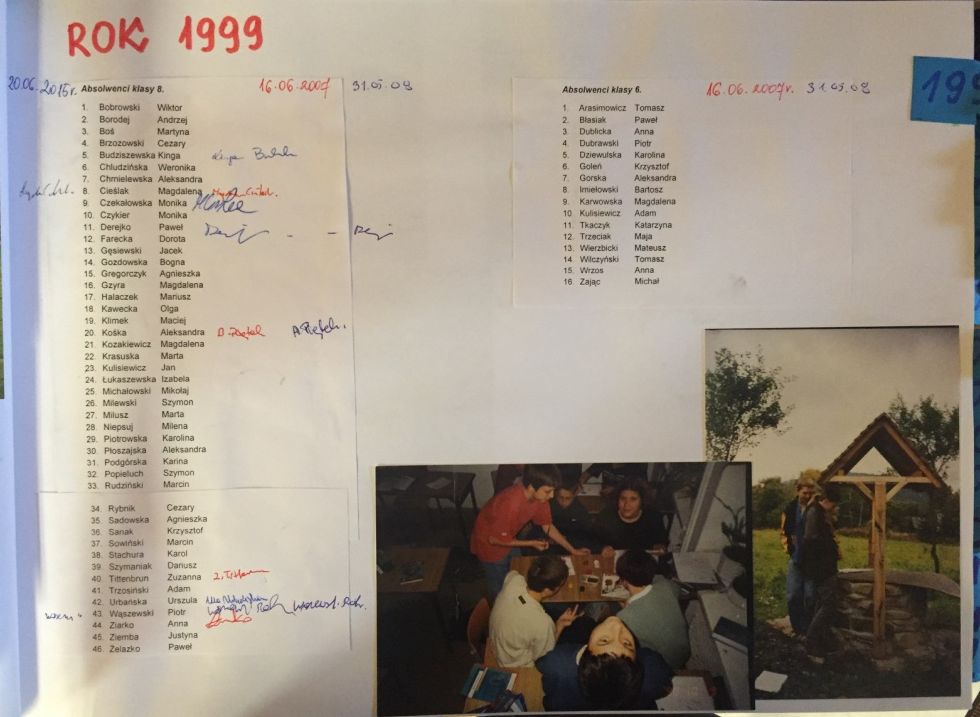 ROK 1999
20.06.2015r. Absolwenci klasy 8. 16.06.2007 31.05.09
1. Bobrowski Wiktor
2. Borodej Andrzej
3. Boś Martyna
4. Brzozowski Cezary
5. Budziszewska Kinga
6. Chludzińska Weronika
7. Chmielewska Aleksandra
8. Cieślak Magdalena
9. Czekałowska Monika
10. Czykier Monika
11. Derejko Paweł
12. Farecka Dorota
13. Gęsiewski Jacek
14. Gozdowska Bogna
15. Gregorczyk Agnieszka
16. Gzyra Magdalena
17. Halaczek Mariusz
18. Kawecka Olga
19. Klimek Maciej
20. Kośka Aleksandra
21. Kozakiewicz Magdalena
22. Krasuska Marta
23. Kulisiewicz Jan
24. Łukaszewska Izabela
25. Michałowski Mikołaj
26. Milewski Szymon
27. Milusz Marta
28. Niepsuj Milena
29. Piotrowska Karolina
30. Płoszajska Aleksandra
31. Podgórska Karina
32. Popieluch Szymon
33. Rudziński Marcin
34. Rybnik Cezary
35 Sadowska Agnieszka
36. Sanak Krzysztof
37. Sowiński Marcin
38. Stachura Karol
39. Szymaniak Dariusz
40. Tittenbrun Zuzanna
41. Trzosiński Adam
42. Urbańska Urszula
43. Wąszewski Piotr
44 Ziarko Anna
45. Ziemba Justyna
46. Żelazko Paweł
Absolwenci klasy 6. 16.06.2007r. 31.05.09
1. Arasimowicz Tomasz
2. Błasiak Paweł
3. Dublicka Anna
4. Dubrawski Piotr
5. Dziewulska Karolina
6. Goleń Krzysztof
7. Gorska Aleksandra
8. Imiełowski Bartosz
9. Karwowska Magdalena
10. Kulisiewicz Adam
11. Tkaczyk Katarzyna
12. Trzeciak Maja
13. Wierzbicki Mateusz
14. Wilczyński Tomasz
15. Wrzos Anna
16. Zając Michał